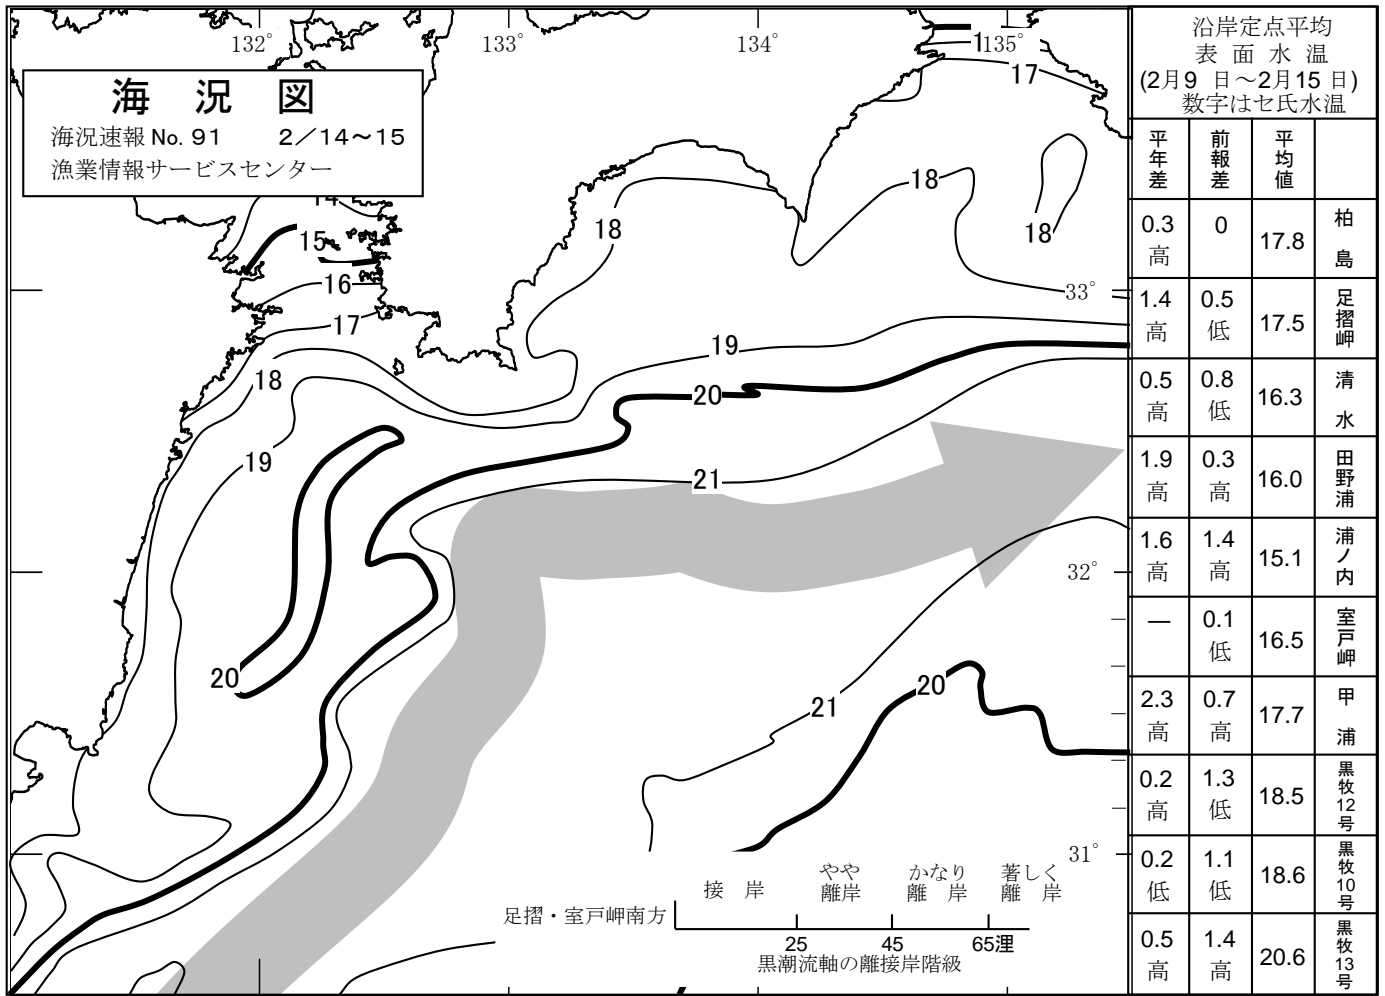 132°
133°
134°
135°
海 況 図
海況速報 No. 91 2／14～15
漁業情報サービスセンター
14
15
16
17
18
19
20
18
19
20
21
18
18
17
1
33°
32°
31°
21
20
接 岸
やや
離岸
かなり
離 岸
著しく
離 岸
足摺・室戸岬南方
25 45 65浬
黒潮流軸の離接岸階級
沿岸定点平均
表 面 水 温
(2月9 日～2月15 日)
数字はセ氏水温
平年差 前報差 平均値
0.3高 0 17.8 柏島
1.4高 0.5低 17.5 足摺岬
0.5高 0.8低 16.3 清水
1.9高 0.3高 16.0 田野浦
1.6高 1.4高 15.1 浦ノ内
― 0.1低 16.5 室戸岬
2.3高 0.7高 17.7 甲浦
0.2高 1.3低 18.5 黒牧12号
0.2低 1.1低 18.6 黒牧10号
0.5高 1.4高 20.6 黒牧13号